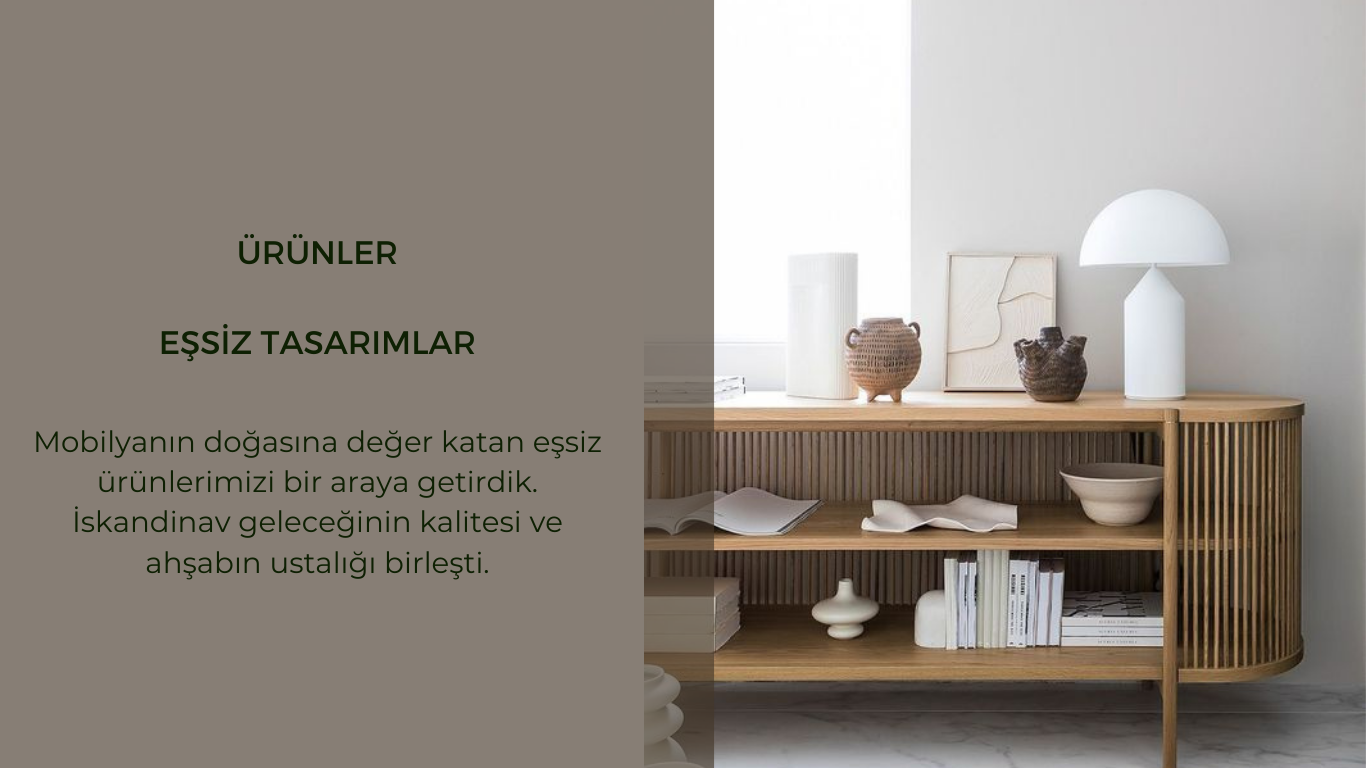 ÜRÜNLER
EŞSİZ TASARIMLAR
Mobilyanın doğasına değer katan eşsiz
ürünlerimizi bir araya getirdik.
İskandinav geleceğinin kalitesi ve
ahşabın ustalığı birleşti.